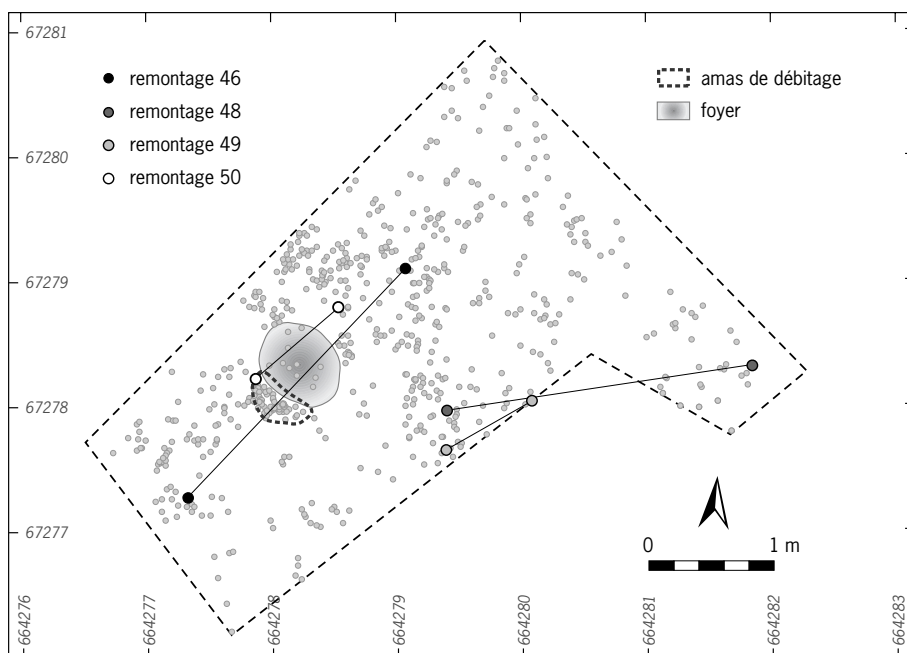 67281
67280
67279
67278
67277
remontage 46
remontage 48
remontage 49
remontage 50
amas de débitage
foyer
0 1 m
664276
664277
664278
664279
664280
664281
664282
664283